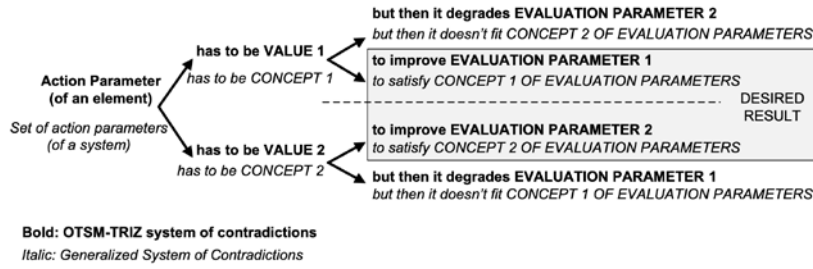 but then it degrades EVALUATION PARAMETER 2
but then it doesn't fit CONCEPT 2 OF EVALUATION PARAMETERS
has to be VALUE 1
has to be CONCEPT 1
to improve EVALUATION PARAMETER 1
to satisfy CONCEPT 1 OF EVALUATION PARAMETERS
Action Parameter
(of an element)
Set of action parameters
(of a system)
DESIRED
RESULT
has to be VALUE 2
has to be CONCEPT 2
to improve EVALUATION PARAMETER 2
to satisfy CONCEPT 2 OF EVALUATION PARAMETERS
but then it degrades EVALUATION PARAMETER 1
but then it doesn't fit CONCEPT 1 OF EVALUATION PARAMETERS
Bold: OTSM-TRIZ system of contradictions
Italic: Generalized System of Contradictions